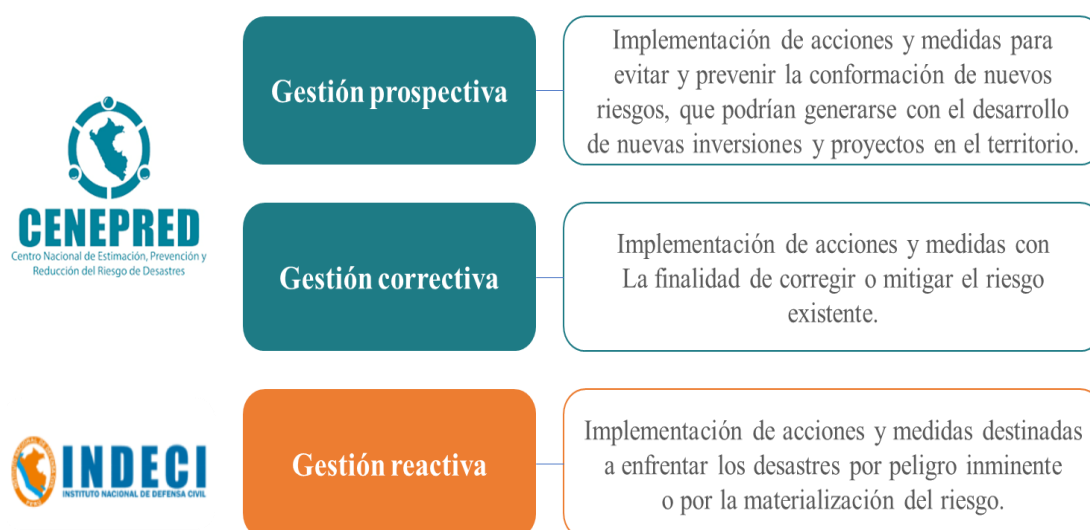 Gestión prospectiva
Implementación de acciones y medidas para
evitar y prevenir la conformación de nuevos
riesgos, que podrían generarse con el desarrollo
de nuevas inversiones y proyectos en el territorio.
CENEPRED
Centro Nacional de Estimación, Prevención y
Reducción del Riesgo de Desastres
Gestión correctiva
Implementación de acciones y medidas con
La finalidad de corregir o mitigar el riesgo
existente.
INDECI
INSTITUTO NACIONAL DE DEFENSA CIVIL
Gestión reactiva
Implementación de acciones y medidas destinadas
a enfrentar los desastres por peligro inminente
o por la materialización del riesgo.